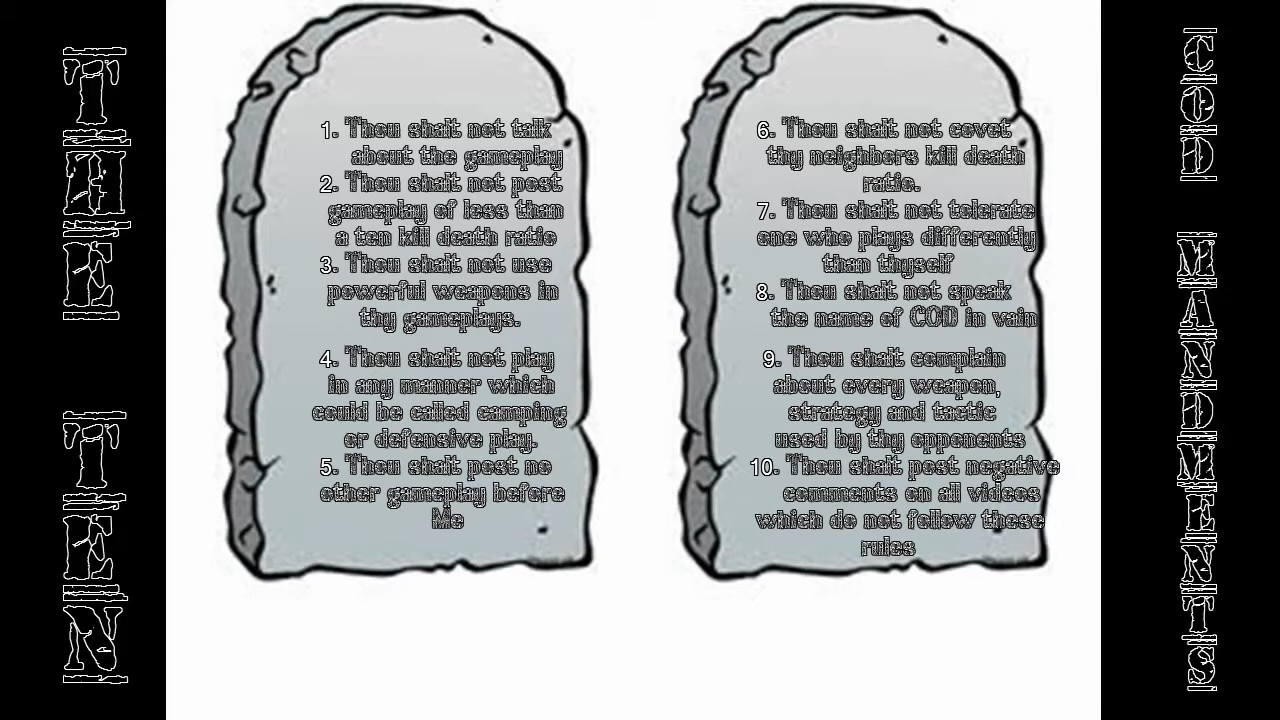 THE TEN
1. Thou shalt not talk
about the gameplay
2. Thou shalt not post
gameplay of less than
a ten kill death ratio
3. Thou shalt not use
powerful weapons in
thy gameplays.
4. Thou shalt not play
in any manner which
could be called camping
or defensive play.
5. Thou shalt post no
other gameplay before
Me
6. Thou shalt not covet
thy neighbors kill death
ratio.
7. Thou shalt not tolerate
one who plays differently
than thyself
8. Thou shalt not speak
the name of COD in vain
9. Thou shalt complain
about every weapon,
strategy and tactic
used by thy opponents
10. Thou shalt post negative
comments on all videos
which do not follow these
rules
COD MANDMENTS